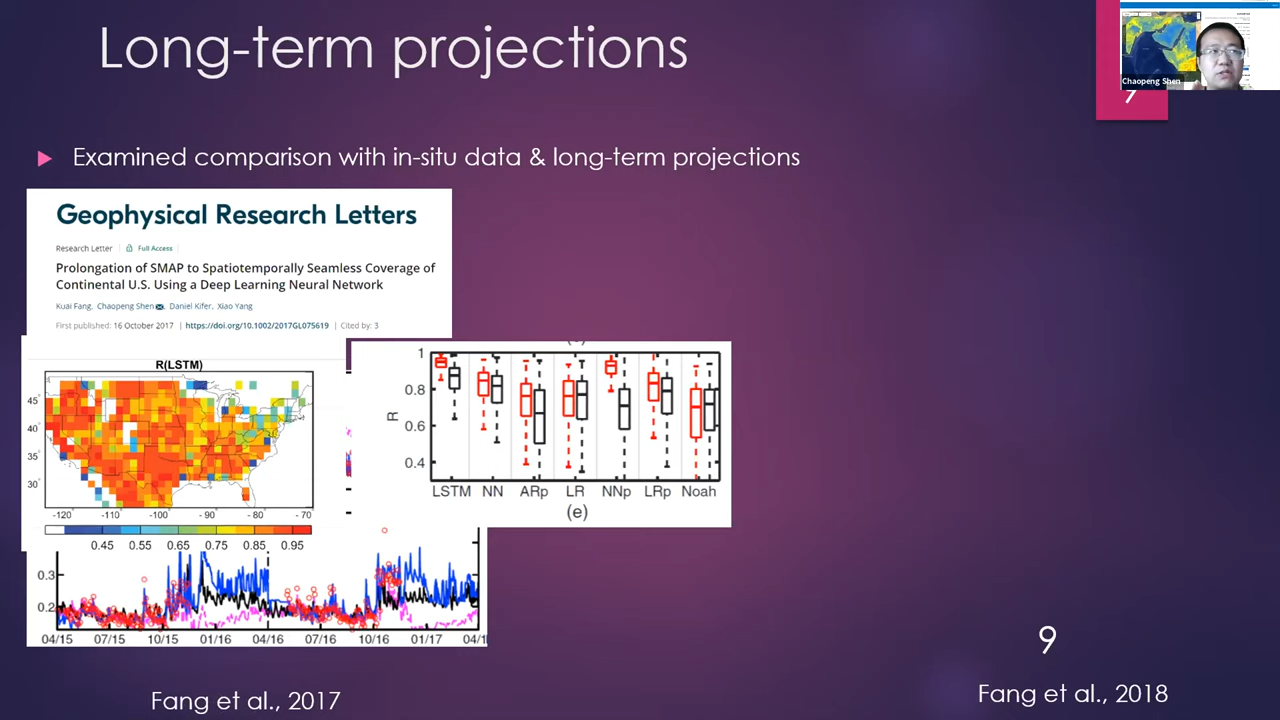 Long-term projections
Chaopeng Shen
Examined comparison with in-situ data & long-term projections
Geophysical Research Letters
Research Letter | Full Access
Prolongation of SMAP to Spatiotemporally Seamless Coverage of
Continental U.S. Using a Deep Learning Neural Network
Kuai Fang, Chaopeng Shen, Daniel Kifer, Xiao Yang
First published: 16 October 2017 | https://doi.org/10.1002/2017GL075619 | Cited by: 3
R(LSTM)
45°
40°
35°
30°
-120 -110 -100 -90 -80 -70
0.45 0.55 0.65 0.75 0.85 0.95
1
0.8
0.6
0.4
R
LSTM NN ARp LR NNp LRp Noah
(e)
0.3
0.2
04/15 07/15 10/15 01/16 04/16 07/16 10/16 01/17
9
Fang et al., 2017
Fang et al., 2018